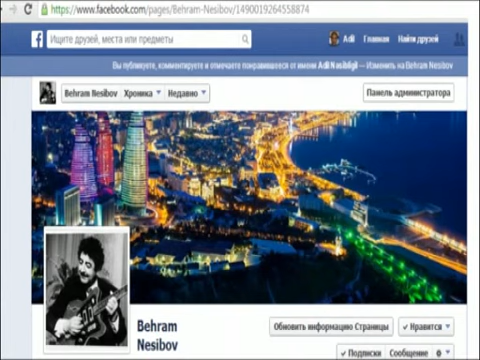 https://www.facebook.com/pages/Behram-Nesibov/1490019264558874
f Ищите друзей, места или предметы Adil Главная Найти друзей
Вы публикуете, комментируете и отмечаете понравившееся от имени Adil Nasibligil — Изменить на Behram Nesibov
Behram Nesibov Хроника Недавно Панель администратора
Behram
Nesibov
Обновить информацию Страницы ✓ Нравится
✓ Подписки Сообщение